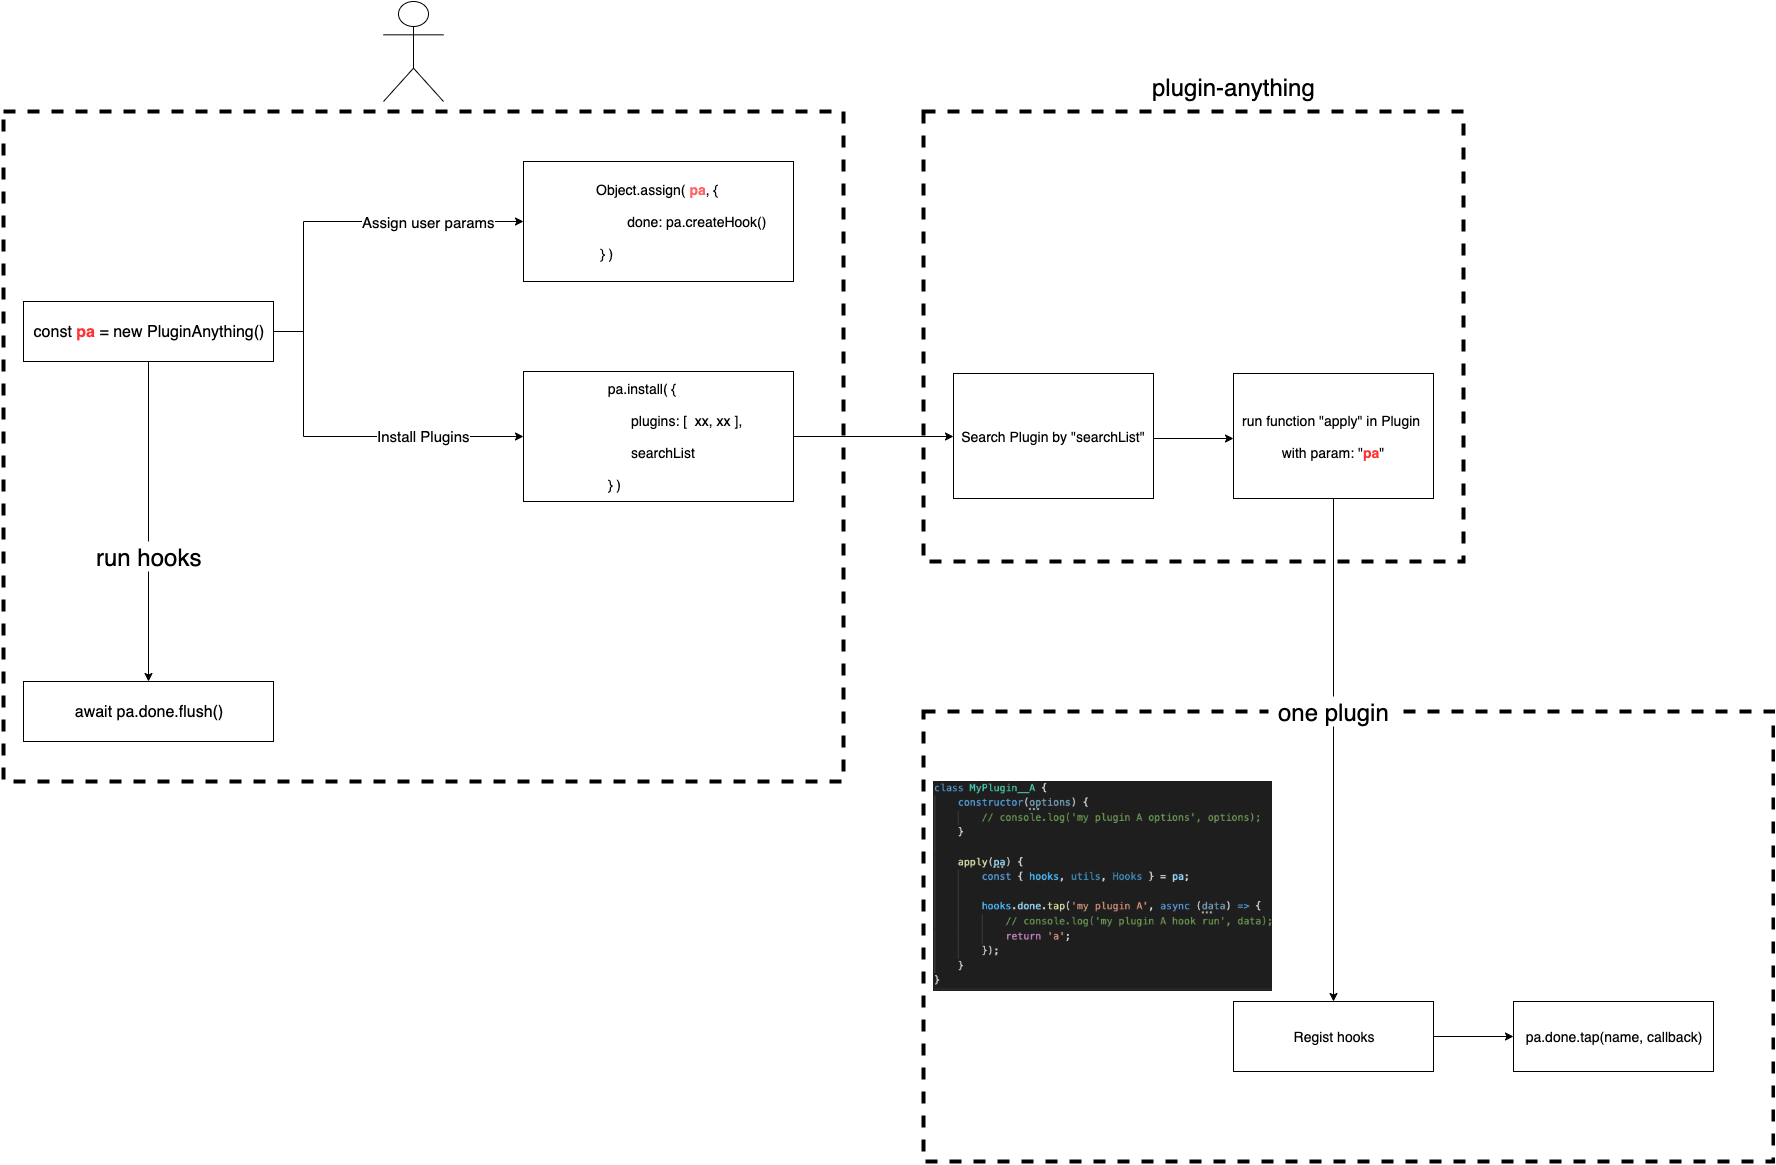 plugin-anything
Object.assign( pa, {
done: pa.createHook()
})
Assign user params
const pa = new PluginAnything()
Install Plugins
pa.install( {
plugins: [ xx, xx ],
searchList
})
Search Plugin by "searchList"
run function "apply" in Plugin
with param: "pa"
run hooks
await pa.done.flush()
one plugin
class MyPlugin__A {
constructor(options) {
// console.log('my plugin A options', options);
}
apply(pa) {
const { hooks, utils, Hooks } = pa;
hooks.done.tap('my plugin A', async (data) => {
// console.log('my plugin A hook run', data);
return 'a';
});
}
}
Regist hooks
pa.done.tap(name, callback)